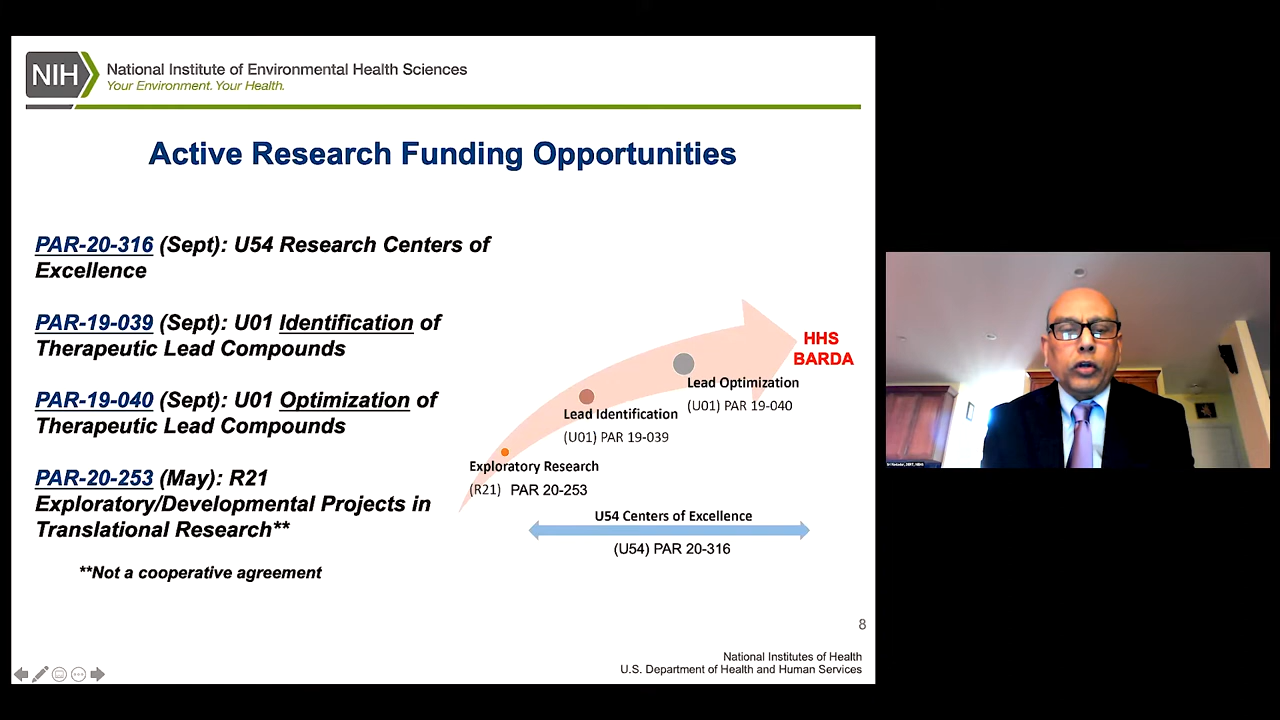 NIH
National Institute of Environmental Health Sciences
Your Environment. Your Health.
Active Research Funding Opportunities
PAR-20-316 (Sept): U54 Research Centers of
Excellence
PAR-19-039 (Sept): U01 Identification of
Therapeutic Lead Compounds
PAR-19-040 (Sept): U01 Optimization of
Therapeutic Lead Compounds
PAR-20-253 (May): R21
Exploratory/Developmental Projects in
Translational Research**
**Not a cooperative agreement
HHS
BARDA
Lead Optimization
(U01) PAR 19-040
Lead Identification
(U01) PAR 19-039
Exploratory Research
(R21) PAR 20-253
U54 Centers of Excellence
(U54) PAR 20-316
8
National Institutes of Health
U.S. Department of Health and Human Services